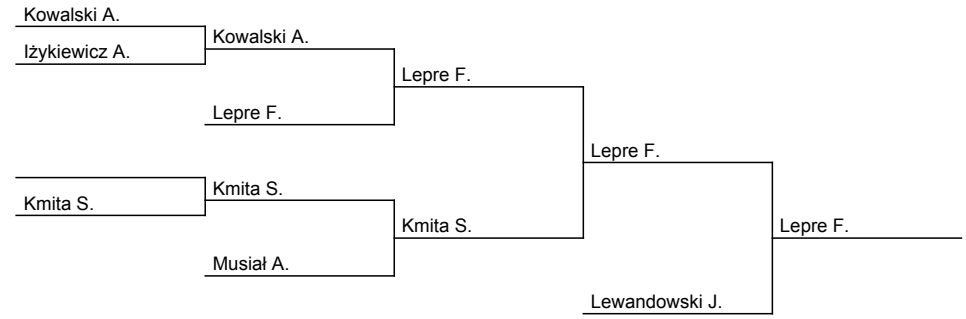 Kowalski A.
Iżykiewicz A.
Kowalski A.
Lepre F.
Lepre F.
Lepre F.
Kmita S.
Kmita S.
Musiał A.
Kmita S.
Lepre F.
Lewandowski J.